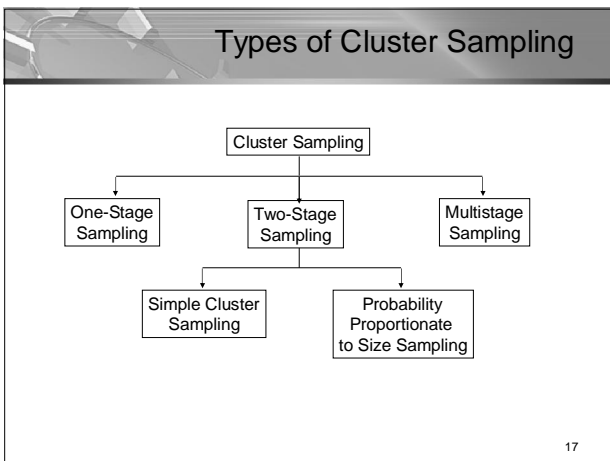 Types of Cluster Sampling
Cluster Sampling
One-Stage
Sampling
Two-Stage
Sampling
Multistage
Sampling
Simple Cluster
Sampling
Probability
Proportionate
to Size Sampling
17